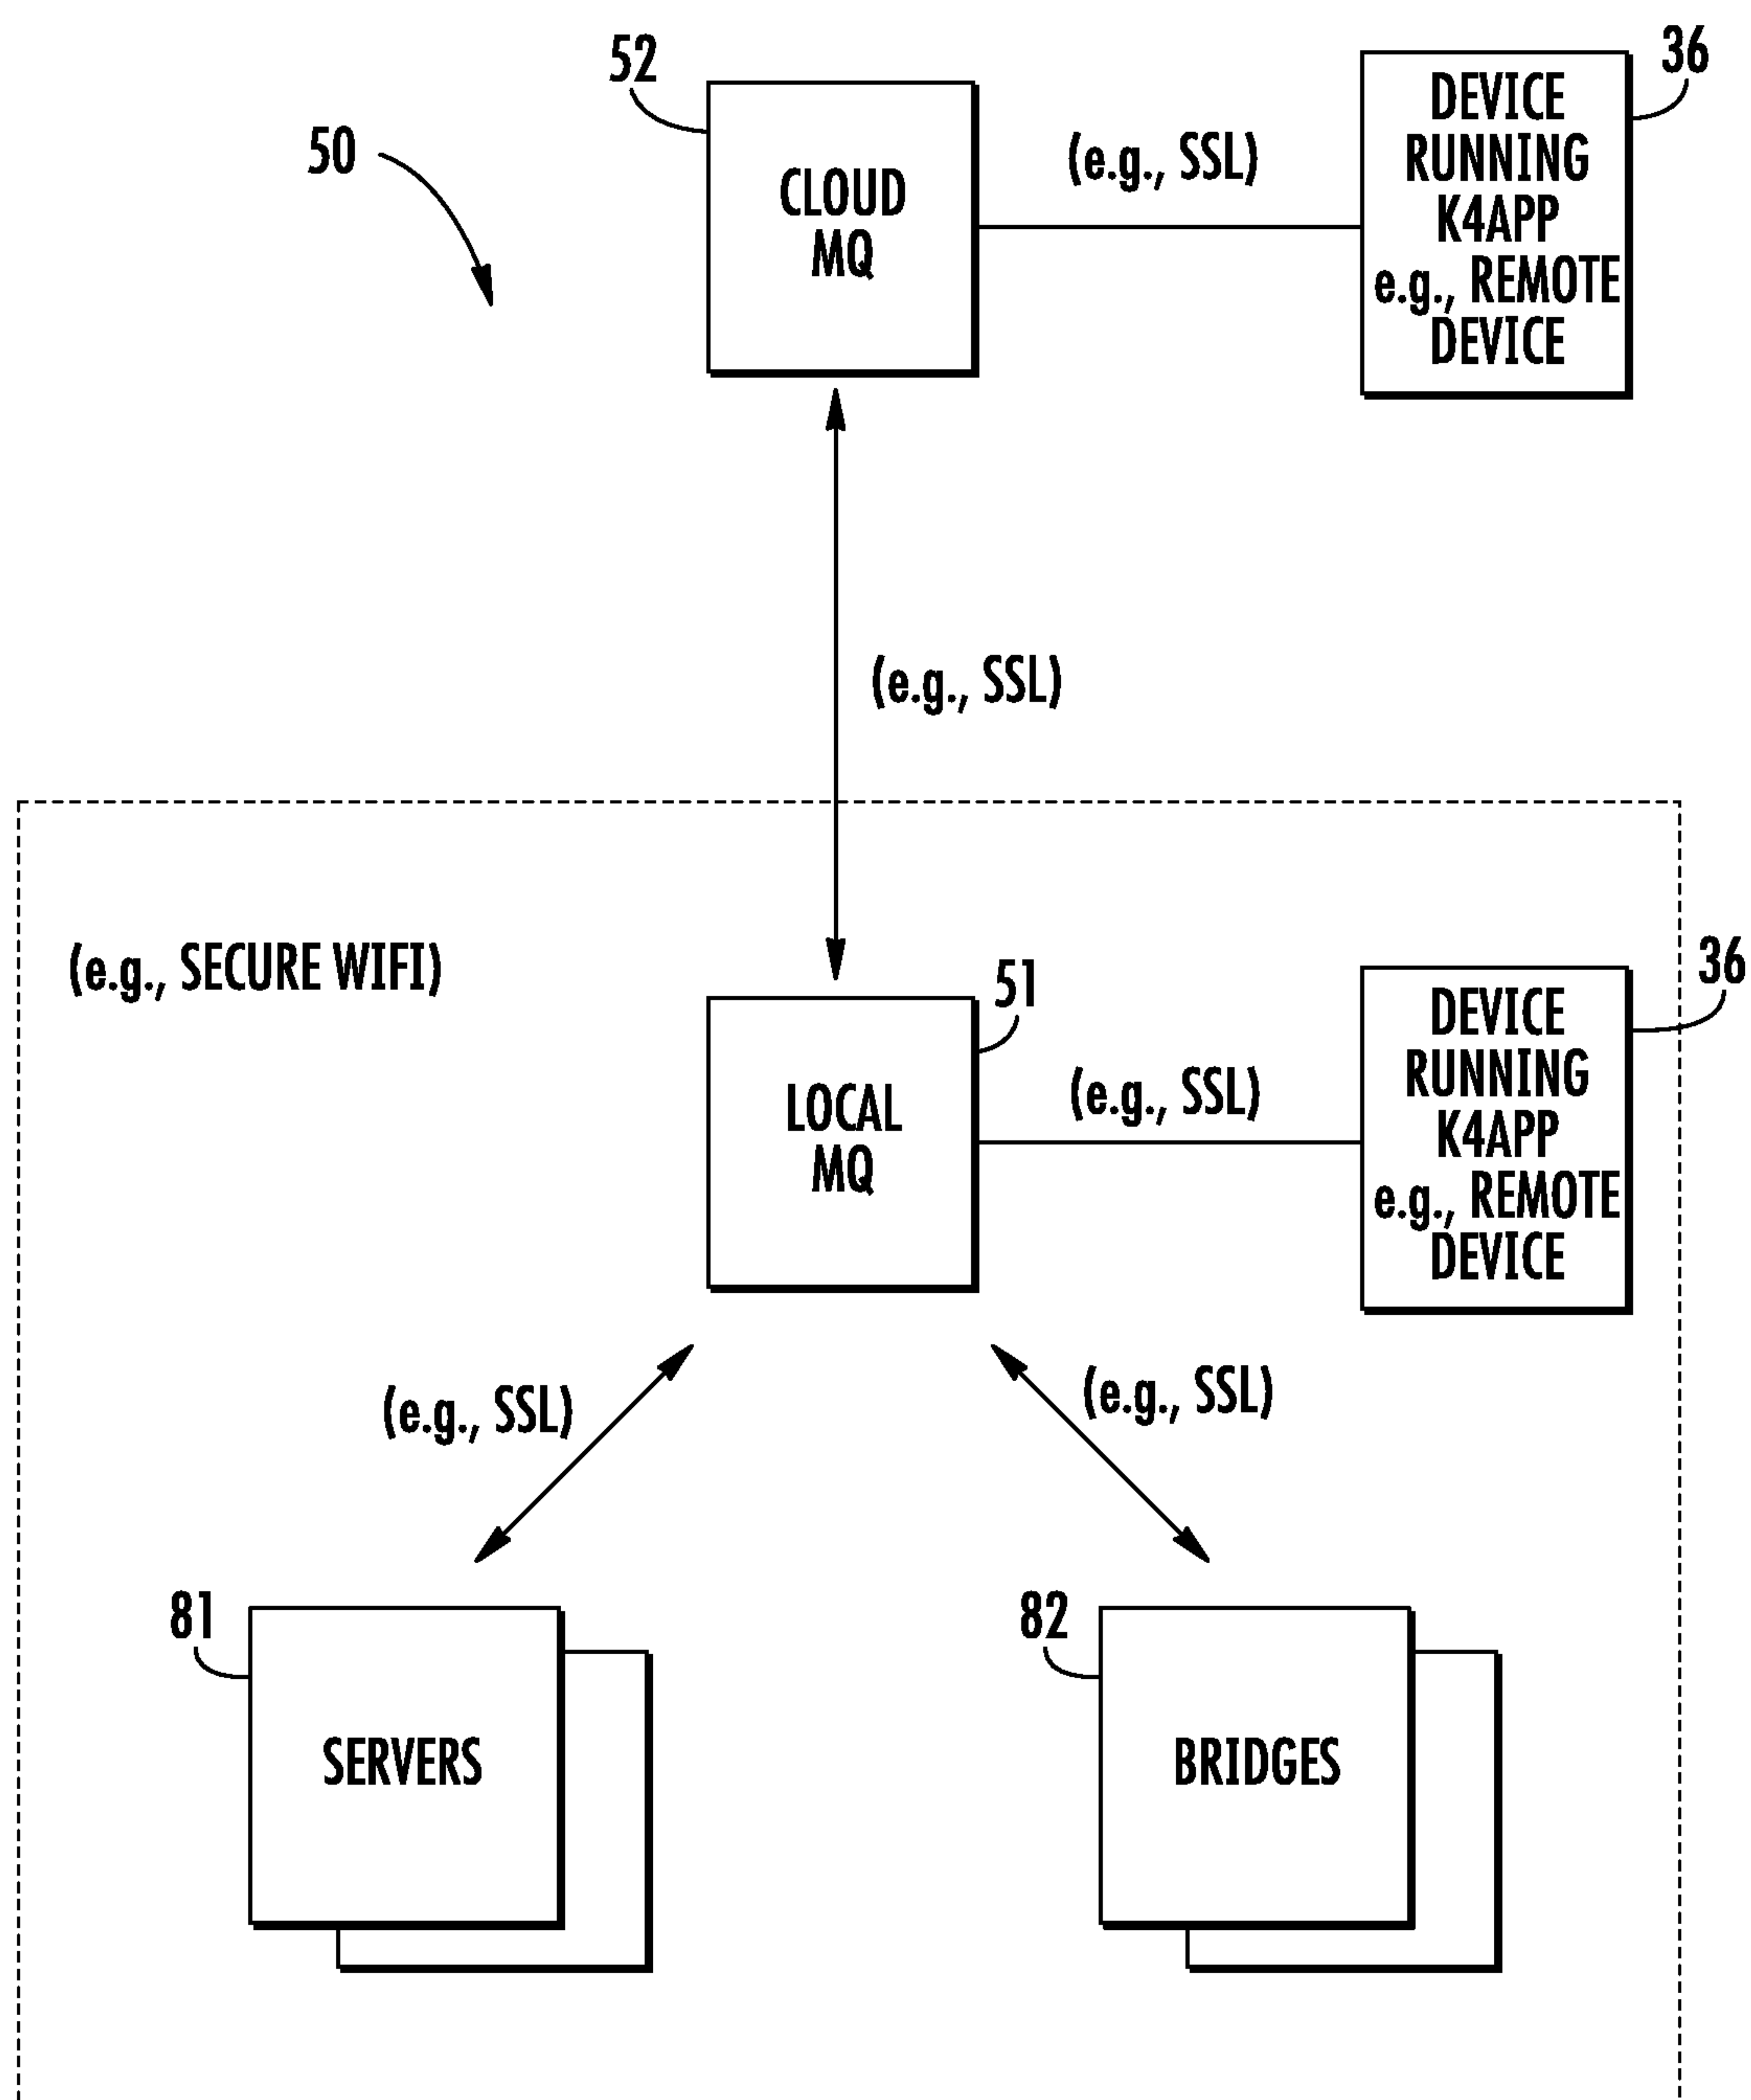 52
36
50
CLOUD
MQ
(e.g., SSL)
DEVICE
RUNNING
K4APP
e.g., REMOTE
DEVICE
(e.g., SSL)
(e.g., SECURE WIFI)
51
36
LOCAL
MQ
(e.g., SSL)
DEVICE
RUNNING
K4APP
e.g., REMOTE
DEVICE
(e.g., SSL)
(e.g., SSL)
81
82
SERVERS
BRIDGES